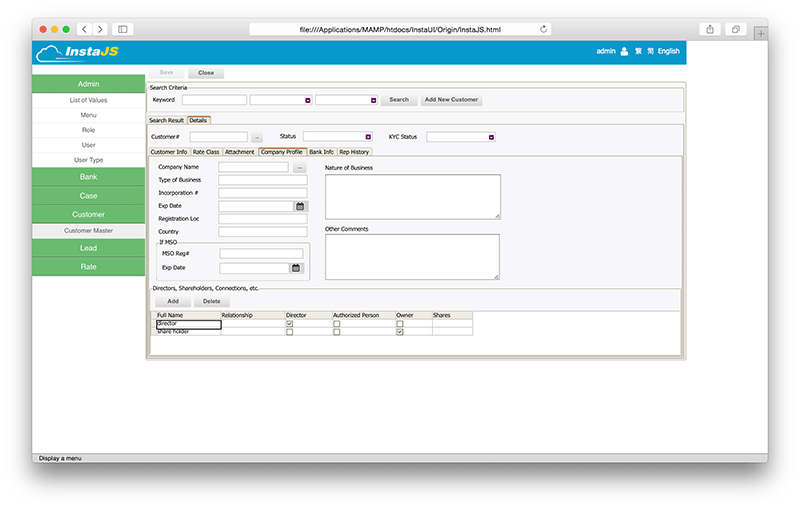 file:///Applications/MAMP/htdocs/InstaUI/Origin/InstaJS.html
InstaJS
admin 繁 简 English
Save Close
Admin
List of Values
Menu
Role
User
User Type
Bank
Case
Customer
Customer Master
Lead
Rate
Search Criteria
Keyword Search Add New Customer
Search Result Details
Customer# ... Status KYC Status
Customer Info Rate Class Attachment Company Profile Bank Info Rep History
Company Name ...
Type of Business
Incorporation #
Exp Date
Registration Loc
Country
If MSO
MSO Reg#
Exp Date
Nature of Business
Other Comments
Directors, Shareholders, Connections, etc.
Add Delete
Full Name Relationship Director Authorized Person Owner Shares
director
share holder
Display a menu